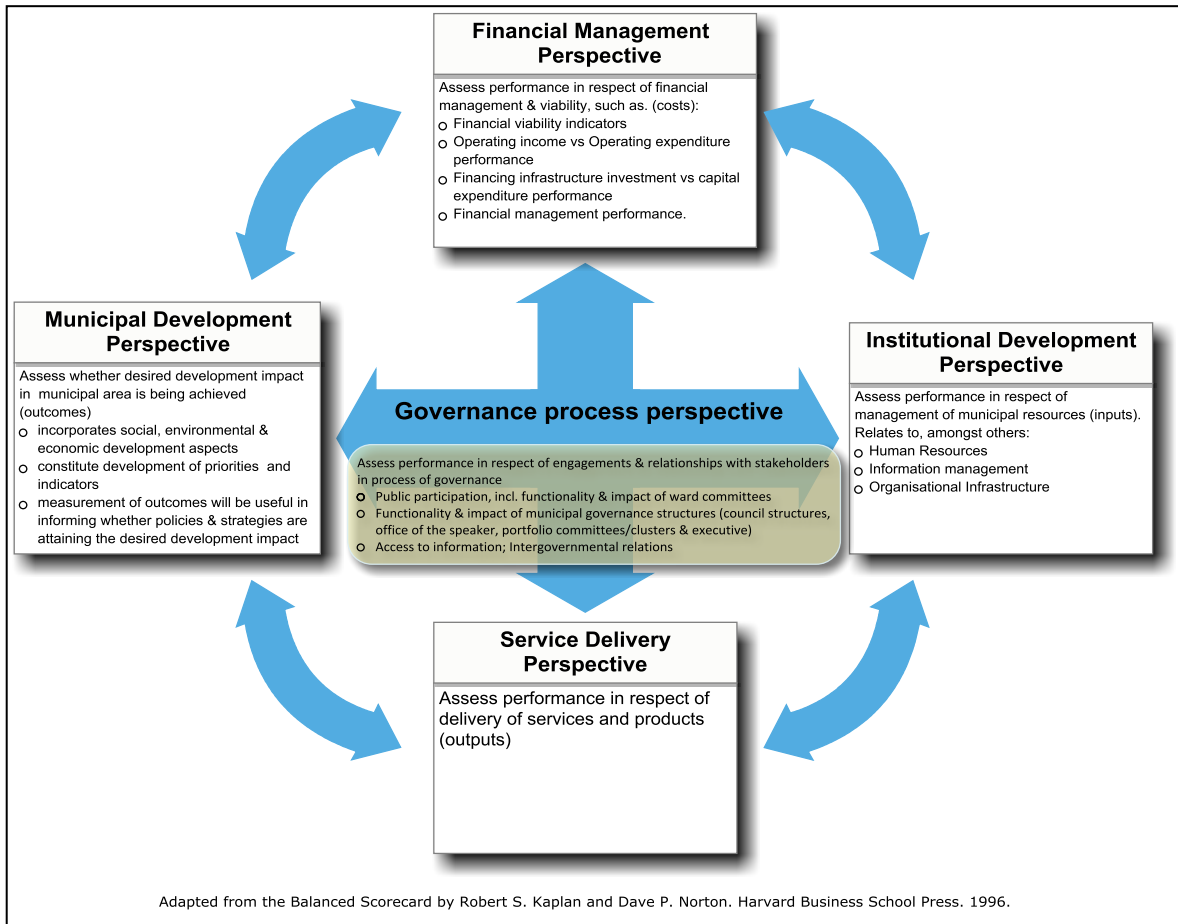 Financial Management
Perspective
Assess performance in respect of financial
management & viability, such as. (costs):
Financial viability indicators
Operating income vs Operating expenditure
performance
Financing infrastructure investment vs capital
expenditure performance
Financial management performance.
Municipal Development
Perspective
Assess whether desired development impact
in municipal area is being achieved
(outcomes)
incorporates social, environmental &
economic development aspects
constitute development of priorities and
indicators
measurement of outcomes will be useful in
informing whether policies & strategies are
attaining the desired development impact
Governance process perspective
Assess performance in respect of engagements & relationships with stakeholders
in process of governance
Public participation, incl. functionality & impact of ward committees
Functionality & impact of municipal governance structures (council structures,
office of the speaker, portfolio committees/clusters & executive)
Access to information; Intergovernmental relations
Institutional Development
Perspective
Assess performance in respect of
management of municipal resources (inputs).
Relates to, amongst others:
Human Resources
Information management
Organisational Infrastructure
Service Delivery
Perspective
Assess performance in respect of
delivery of services and products
(outputs)
Adapted from the Balanced Scorecard by Robert S. Kaplan and Dave P. Norton. Harvard Business School Press. 1996.